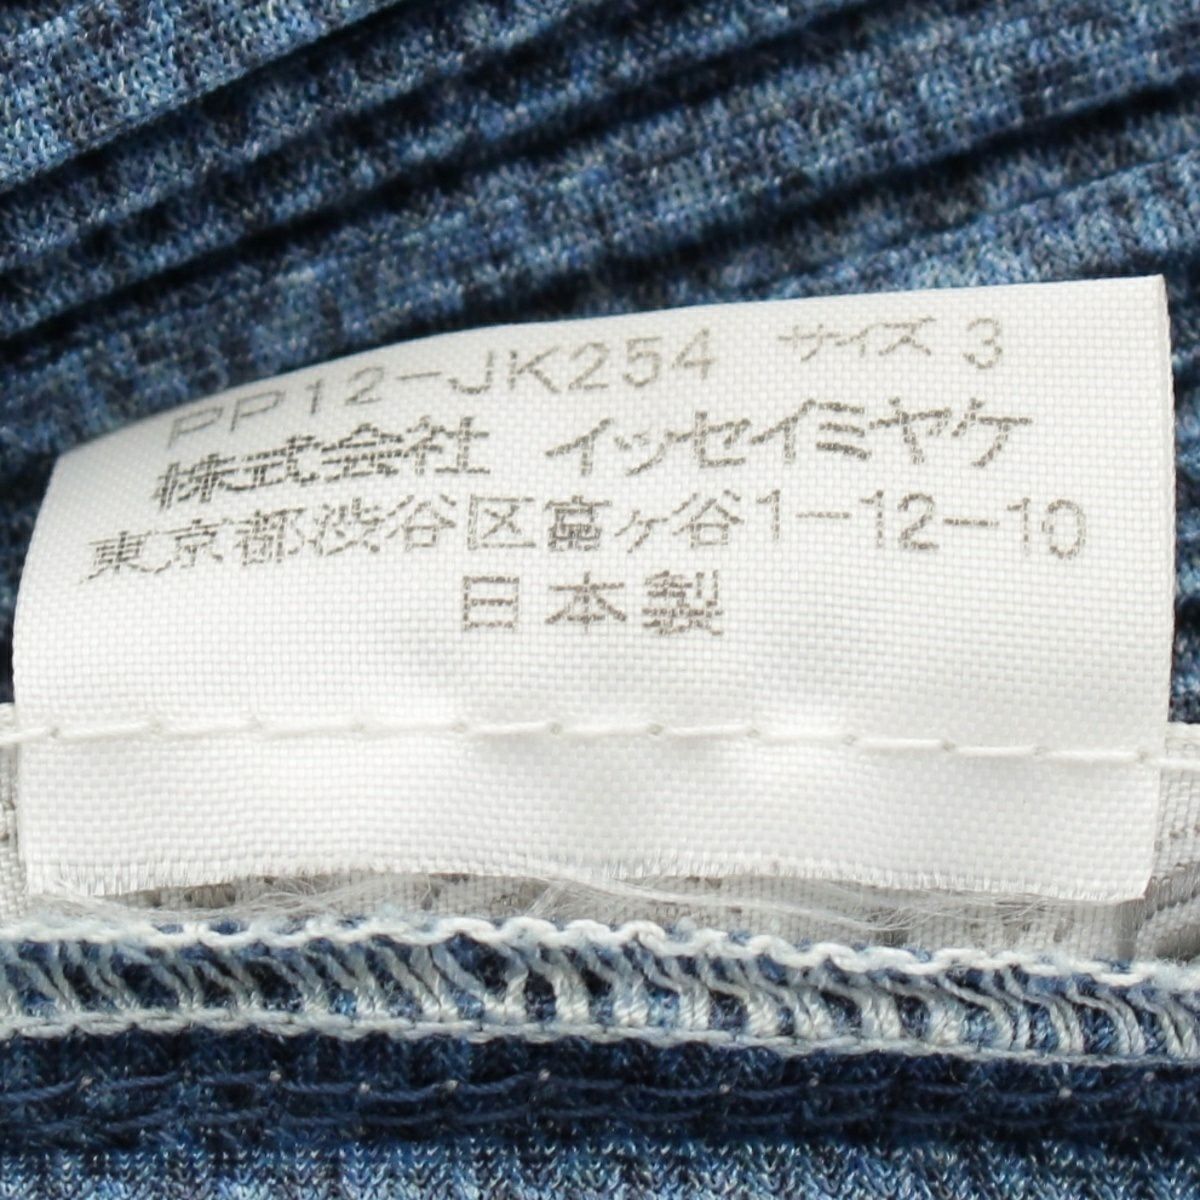 PP12-JK254 サイズ 3
株式会社 イッセイミヤケ
東京都渋谷区富ヶ谷1-12-10
日本製